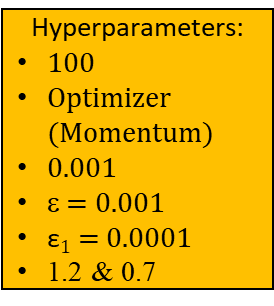 Hyperparameters:
• 100
• Optimizer
(Momentum)
• 0.001
• ε = 0.001
• ε₁ = 0.0001
• 1.2 & 0.7